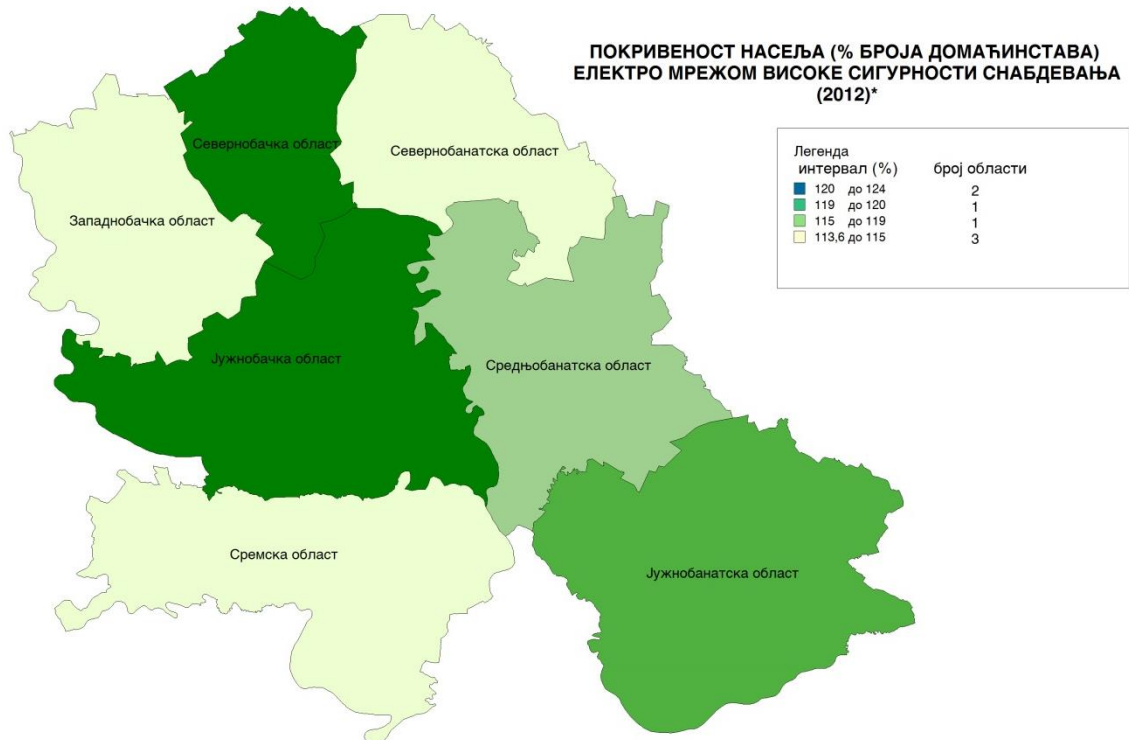 ПОКРИВЕНОСТ НАСЕЉА (% БРОЈА ДОМАЋИНСТАВА)
ЕЛЕКТРО МРЕЖОМ ВИСОКЕ СИГУРНОСТИ СНАБДЕВАЊА
(2012)*
Легенда
интервал (%) број области
120 до 124 2
119 до 120 1
115 до 119 1
113,6 до 115 3
Севернобачка област
Севернобанатска област
Западнобачка област
Јужнобачка област
Средњобанатска област
Сремска област
Јужнобанатска област